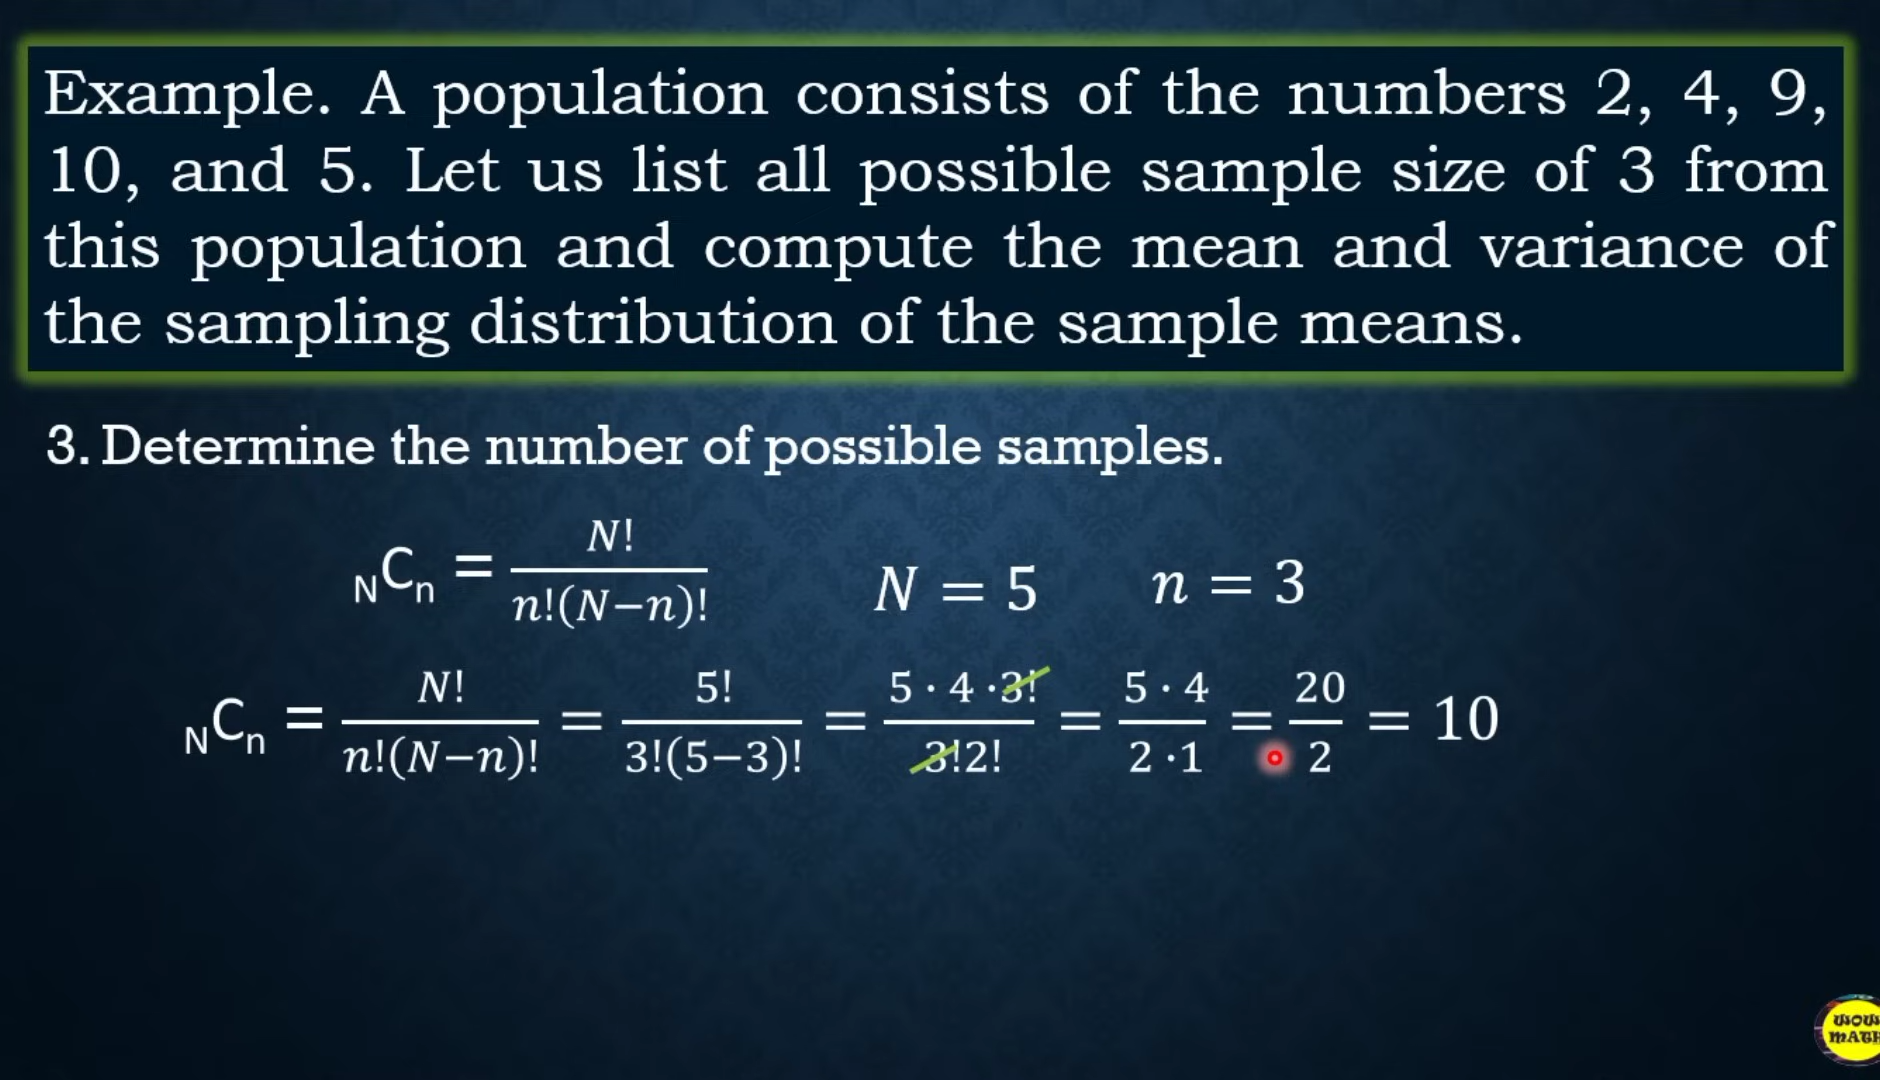 Example. A population consists of the numbers 2, 4, 9,
10, and 5. Let us list all possible sample size of 3 from
this population and compute the mean and variance of
the sampling distribution of the sample means.
3. Determine the number of possible samples.
NCn = N!/n!(N−n)! N = 5 n = 3
NCn = N!/n!(N−n)! = 5!/3!(5−3)! = 5·4·3!/3!2! = 5·4/2·1 = 20/2 = 10
WOW
MATH